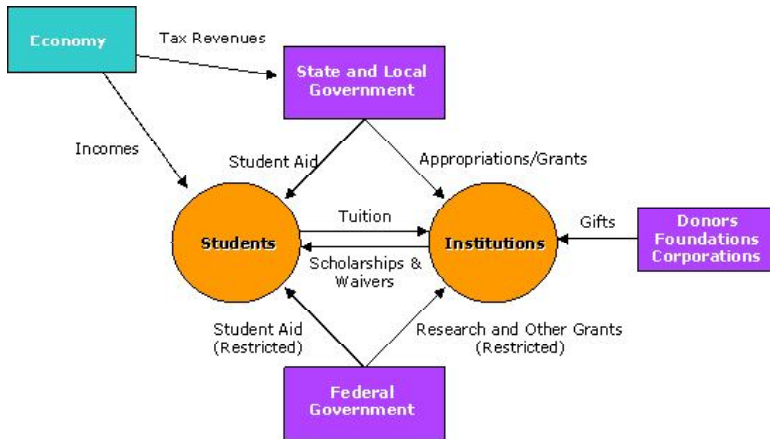 Economy
Tax Revenues
State and Local
Government
Incomes
Student Aid
Appropriations/Grants
Students
Tuition
Scholarships &
Waivers
Institutions
Gifts
Donors
Foundations
Corporations
Student Aid
(Restricted)
Research and Other Grants
(Restricted)
Federal
Government